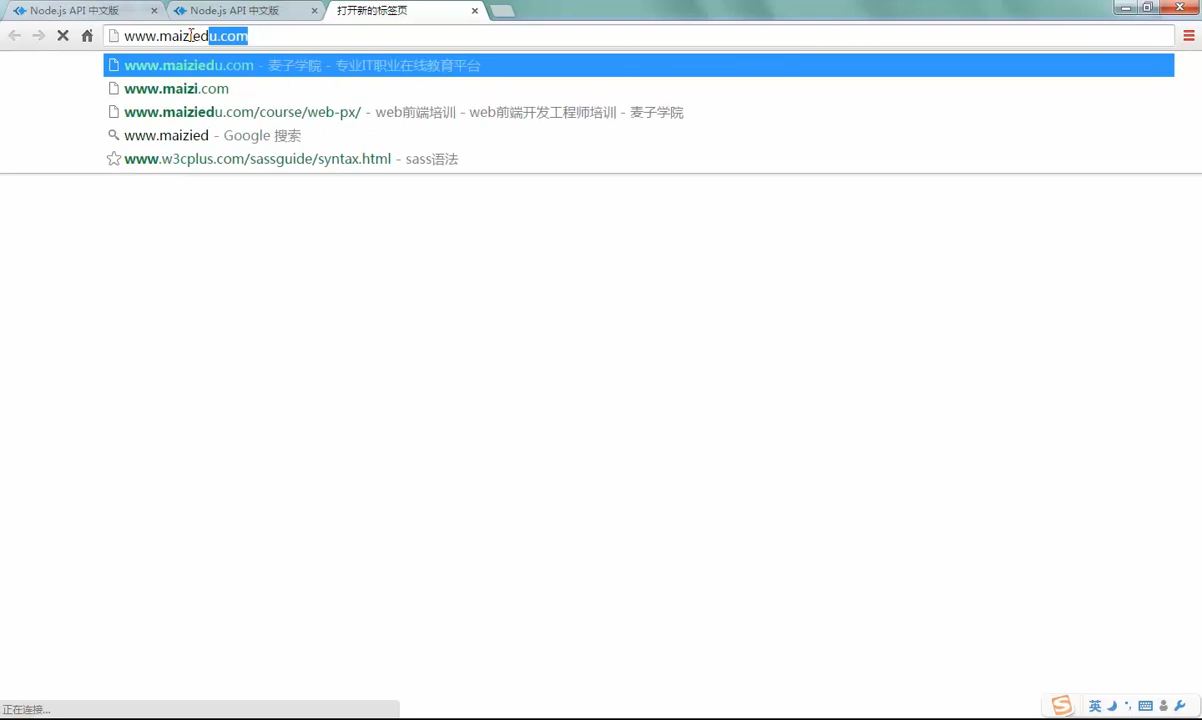 Node.js API 中文版
Node.js API 中文版
打开新的标签页
www.maiziedu.com
www.maiziedu.com - 麦子学院 - 专业IT职业在线教育平台
www.maizi.com
www.maiziedu.com/course/web-px/ - web前端培训 - web前端开发工程师培训 - 麦子学院
www.maizied - Google 搜索
www.w3cplus.com/sassguide/syntax.html - sass语法
正在连接...
英